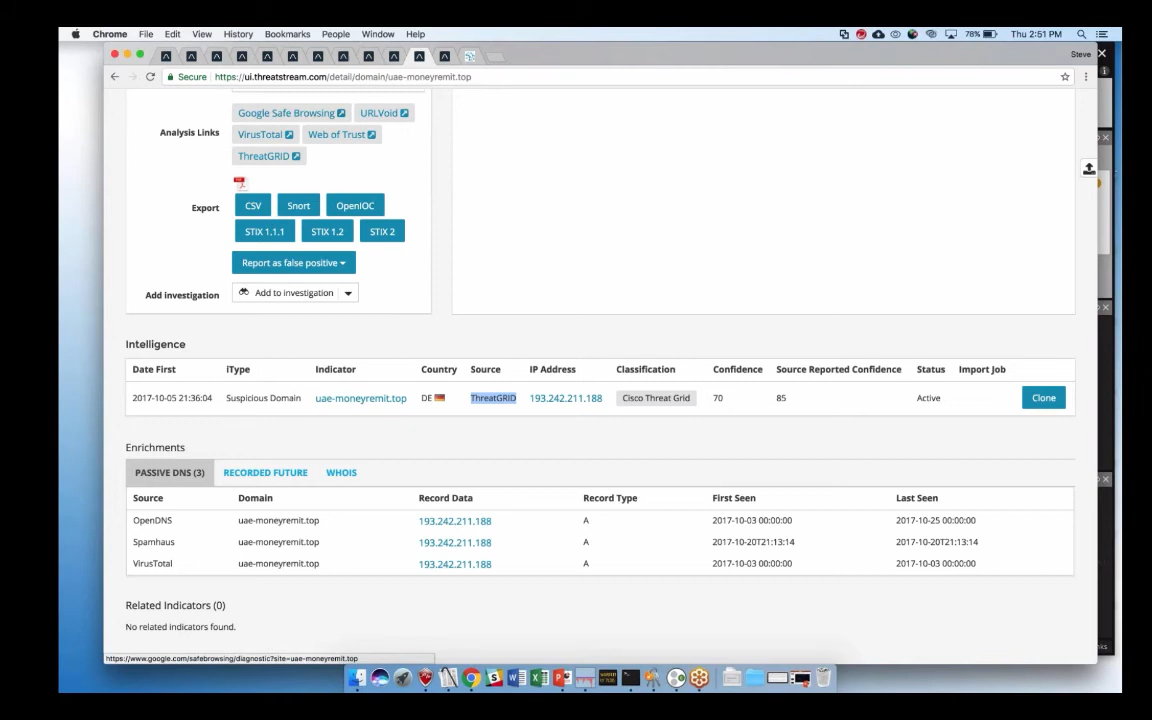 Chrome File Edit View History Bookmarks People Window Help 78% Thu 2:51 PM
Steve
Secure https://ui.threatstream.com/detail/domain/uae-moneyremit.top
Google Safe Browsing URLVoid
Analysis Links
VirusTotal Web of Trust
ThreatGRID
Export
CSV Snort OpenIOC
STIX 1.1.1 STIX 1.2 STIX 2
Report as false positive
Add investigation Add to investigation
Intelligence
Date First iType Indicator Country Source IP Address Classification Confidence Source Reported Confidence Status Import Job
2017-10-05 21:36:04 Suspicious Domain uae-moneyremit.top DE ThreatGRID 193.242.211.188 Cisco Threat Grid 70 85 Active Clone
Enrichments
PASSIVE DNS (3) RECORDED FUTURE WHOIS
Source Domain Record Data Record Type First Seen Last Seen
OpenDNS uae-moneyremit.top 193.242.211.188 A 2017-10-03 00:00:00 2017-10-25 00:00:00
Spamhaus uae-moneyremit.top 193.242.211.188 A 2017-10-20T21:13:14 2017-10-20T21:13:14
VirusTotal uae-moneyremit.top 193.242.211.188 A 2017-10-03 00:00:00 2017-10-03 00:00:00
Related Indicators (0)
No related indicators found.
https://www.google.com/safebrowsing/diagnostic?site=uae-moneyremit.top